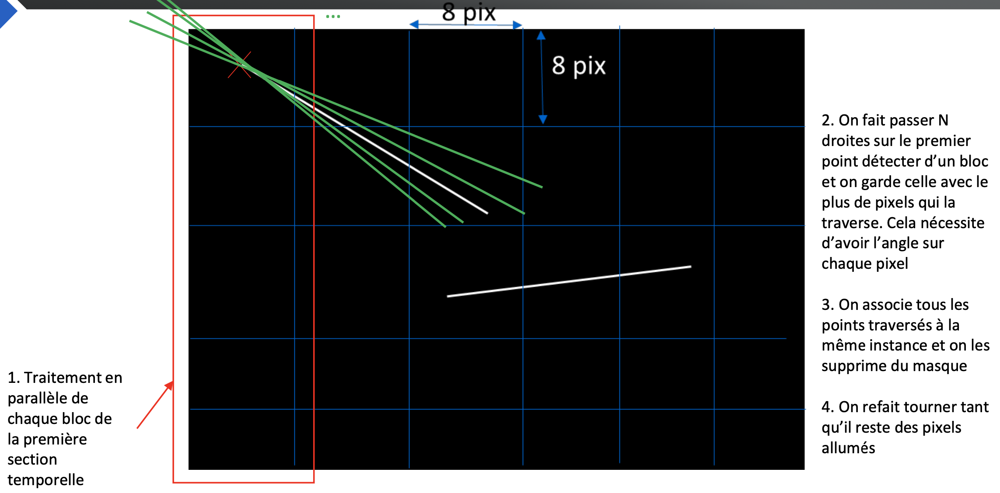 8 pix
8 pix
2. On fait passer N
droites sur le premier
point détecter d’un bloc
et on garde celle avec le
plus de pixels qui la
traverse. Cela nécessite
d’avoir l’angle sur
chaque pixel
3. On associe tous les
points traversés à la
même instance et on les
supprime du masque
4. On refait tourner tant
qu’il reste des pixels
allumés
1. Traitement en
parallèle de
chaque bloc de
la première
section
temporelle